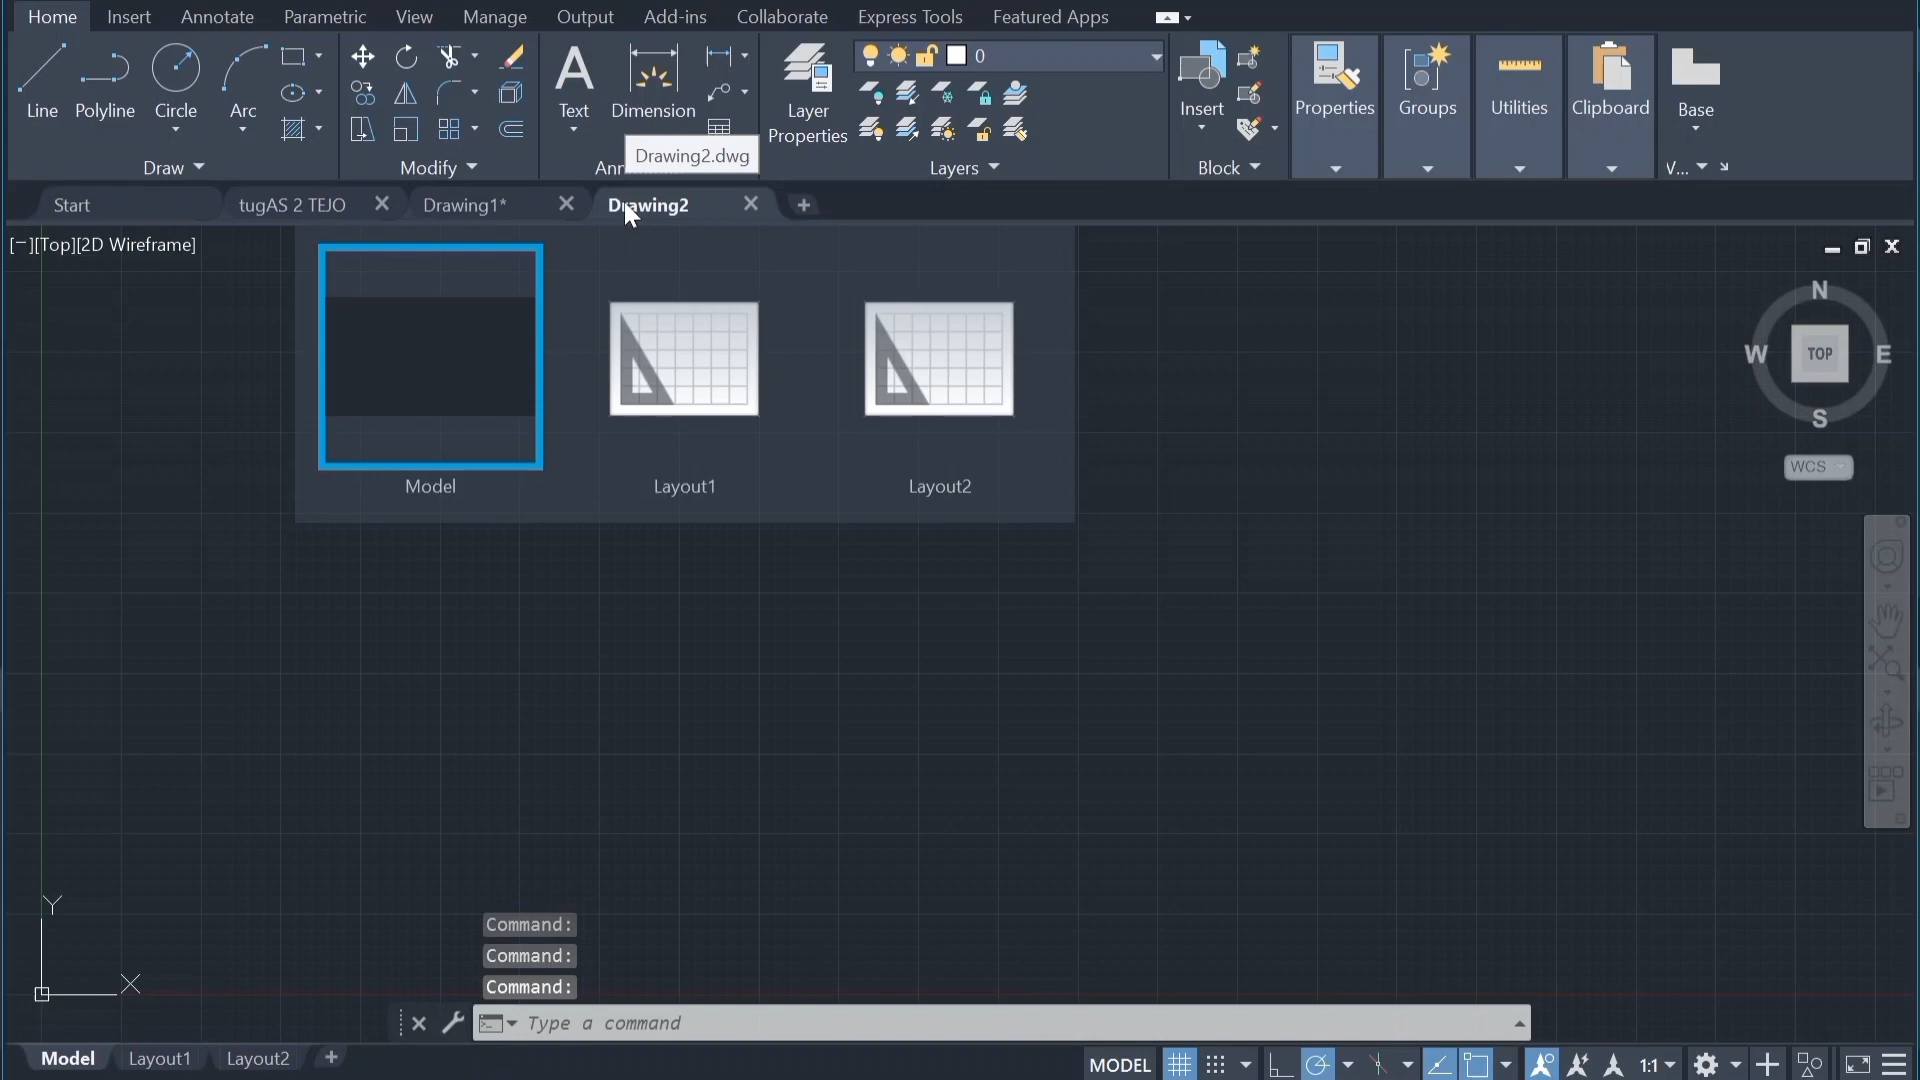 Home Insert Annotate Parametric View Manage Output Add-ins Collaborate Express Tools Featured Apps
0
Line Polyline Circle Arc Text Dimension Layer Properties Insert Properties Groups Utilities Clipboard Base
Drawing2.dwg
Draw Modify Layers Block V...
Start tugAS 2 TEJO Drawing1* Drawing2
[−][Top][2D Wireframe]
N
W TOP E
S
WCS
Model Layout1 Layout2
Y
X
Command:
Command:
Command:
Type a command
Model Layout1 Layout2
MODEL 1:1